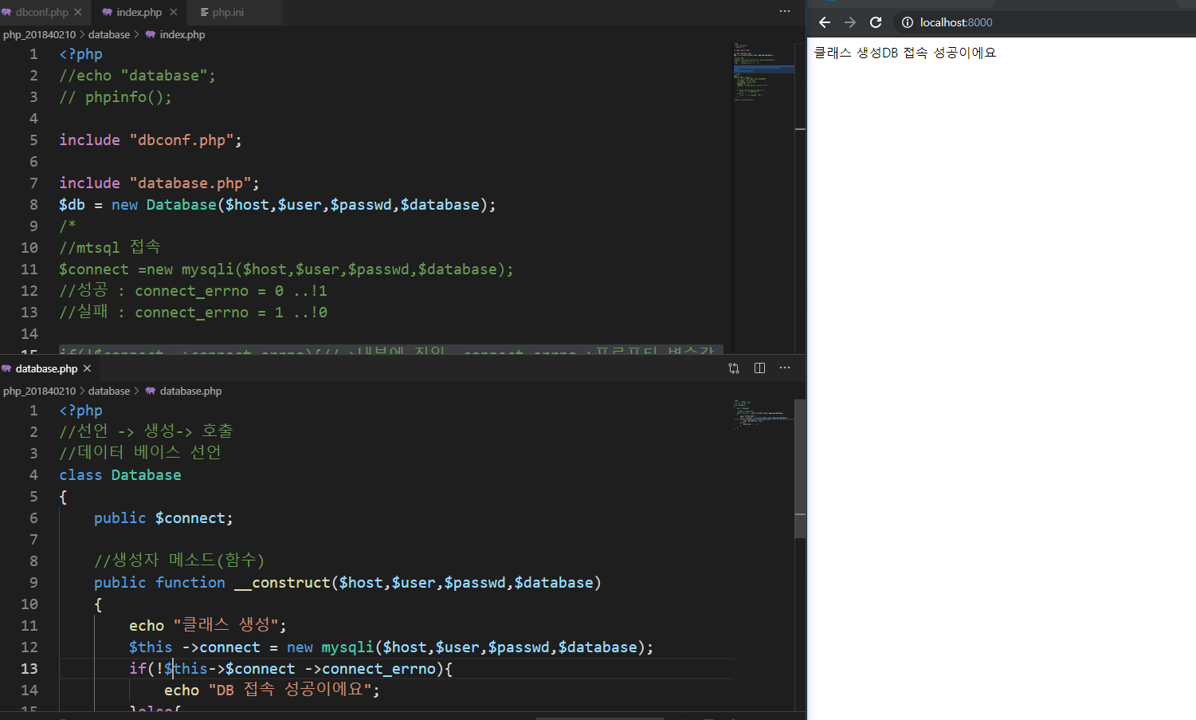 dbconf.php
index.php
php.ini
php_201840210 > database > index.php
1 <?php
2 //echo "database";
3 // phpinfo();
4
5 include "dbconf.php";
6
7 include "database.php";
8 $db = new Database($host,$user,$passwd,$database);
9 /*
10 //mtsql 접속
11 $connect =new mysqli($host,$user,$passwd,$database);
12 //성공 : connect_errno = 0 ..!1
13 //실패 : connect_errno = 1 ..!0
14
15
database.php
php_201840210 > database > database.php
1 <?php
2 //선언 -> 생성-> 호출
3 //데이터 베이스 선언
4 class Database
5 {
6 public $connect;
7
8 //생성자 메소드(함수)
9 public function __construct($host,$user,$passwd,$database)
10 {
11 echo "클래스 생성";
12 $this ->connect = new mysqli($host,$user,$passwd,$database);
13 if(!$this->$connect ->connect_errno){
14 echo "DB 접속 성공이에요";
15 }else{
localhost:8000
클래스 생성DB 접속 성공이에요